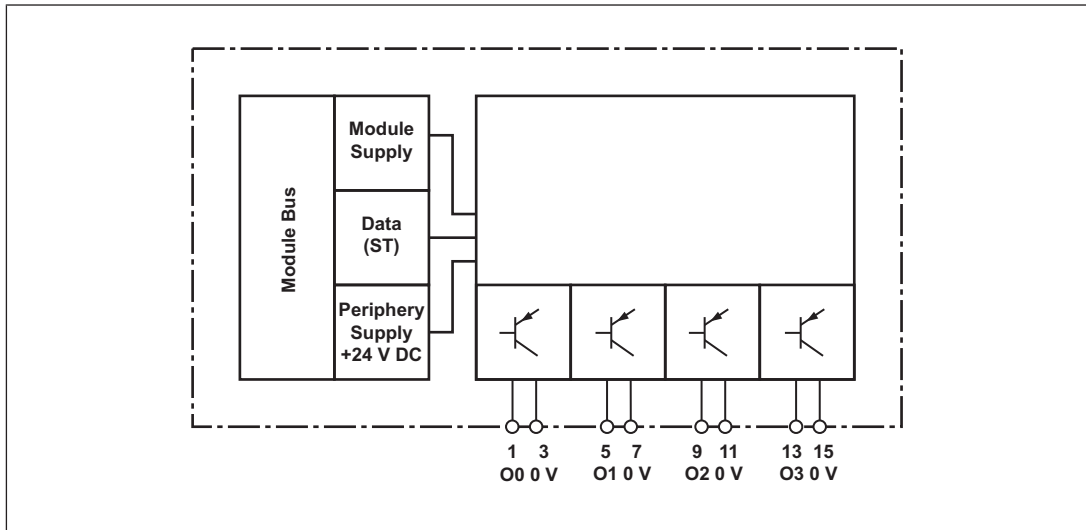 Module Bus
Module
Supply
Data
(ST)
Periphery
Supply
+24 V DC
1 3 5 7 9 11 13 15
O0 0 V O1 0 V O2 0 V O3 0 V